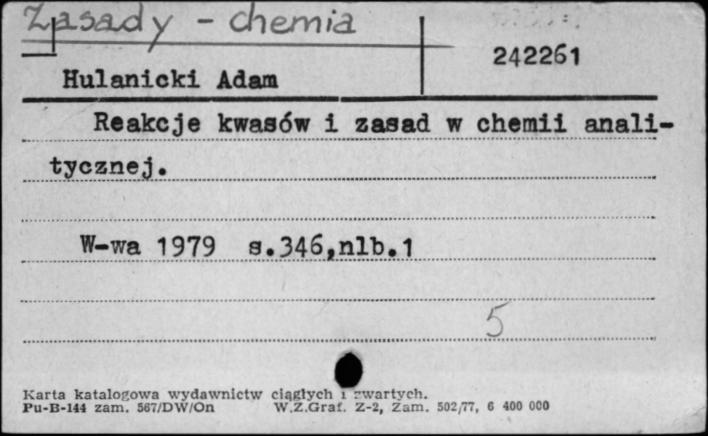 Zasady - chemia
242261
Hulanicki Adam
Reakcje kwasów i zasad w chemii anali-
tycznej.
W-wa 1979 s.346,nlb.1
5
Karta katalogowa wydawnictw ciągłych i zwartych.
Pu-B-144 zam. 567/DW/On W.Z.Graf. Z-2, Zam. 502/77, 6 400 000